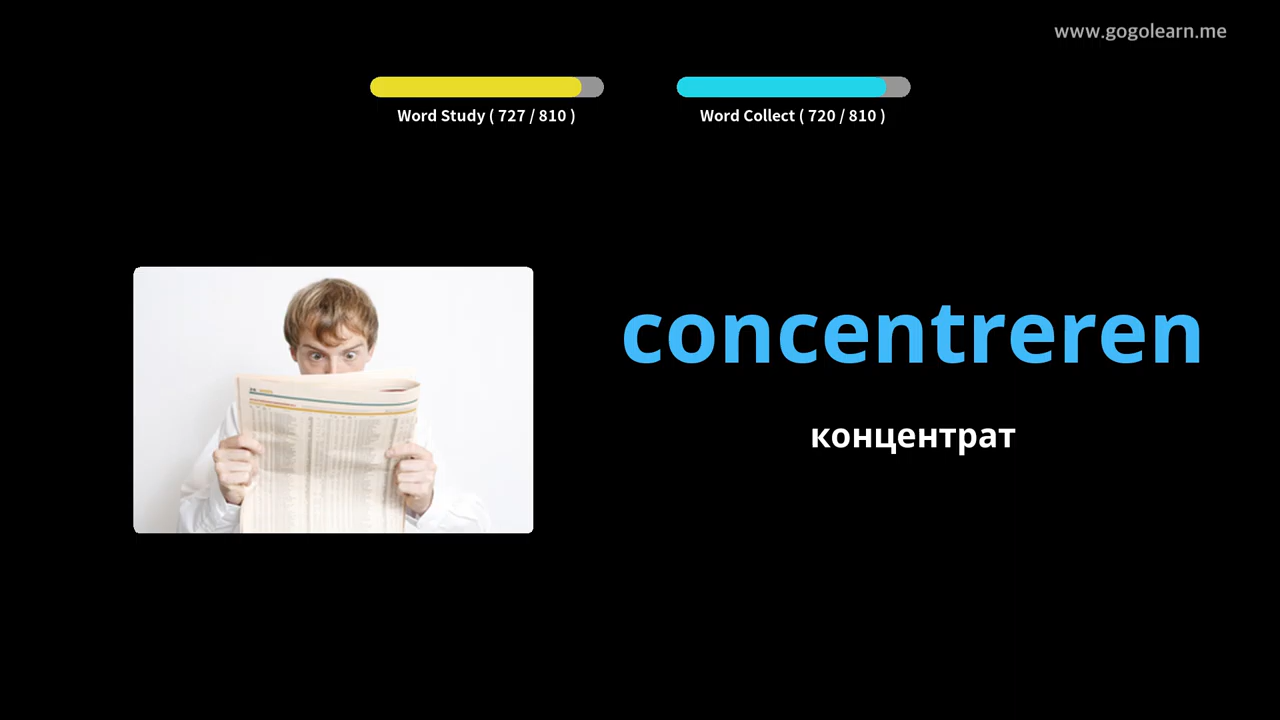 www.gogolearn.me
Word Study ( 727 / 810 )
Word Collect ( 720 / 810 )
concentreren
концентрат